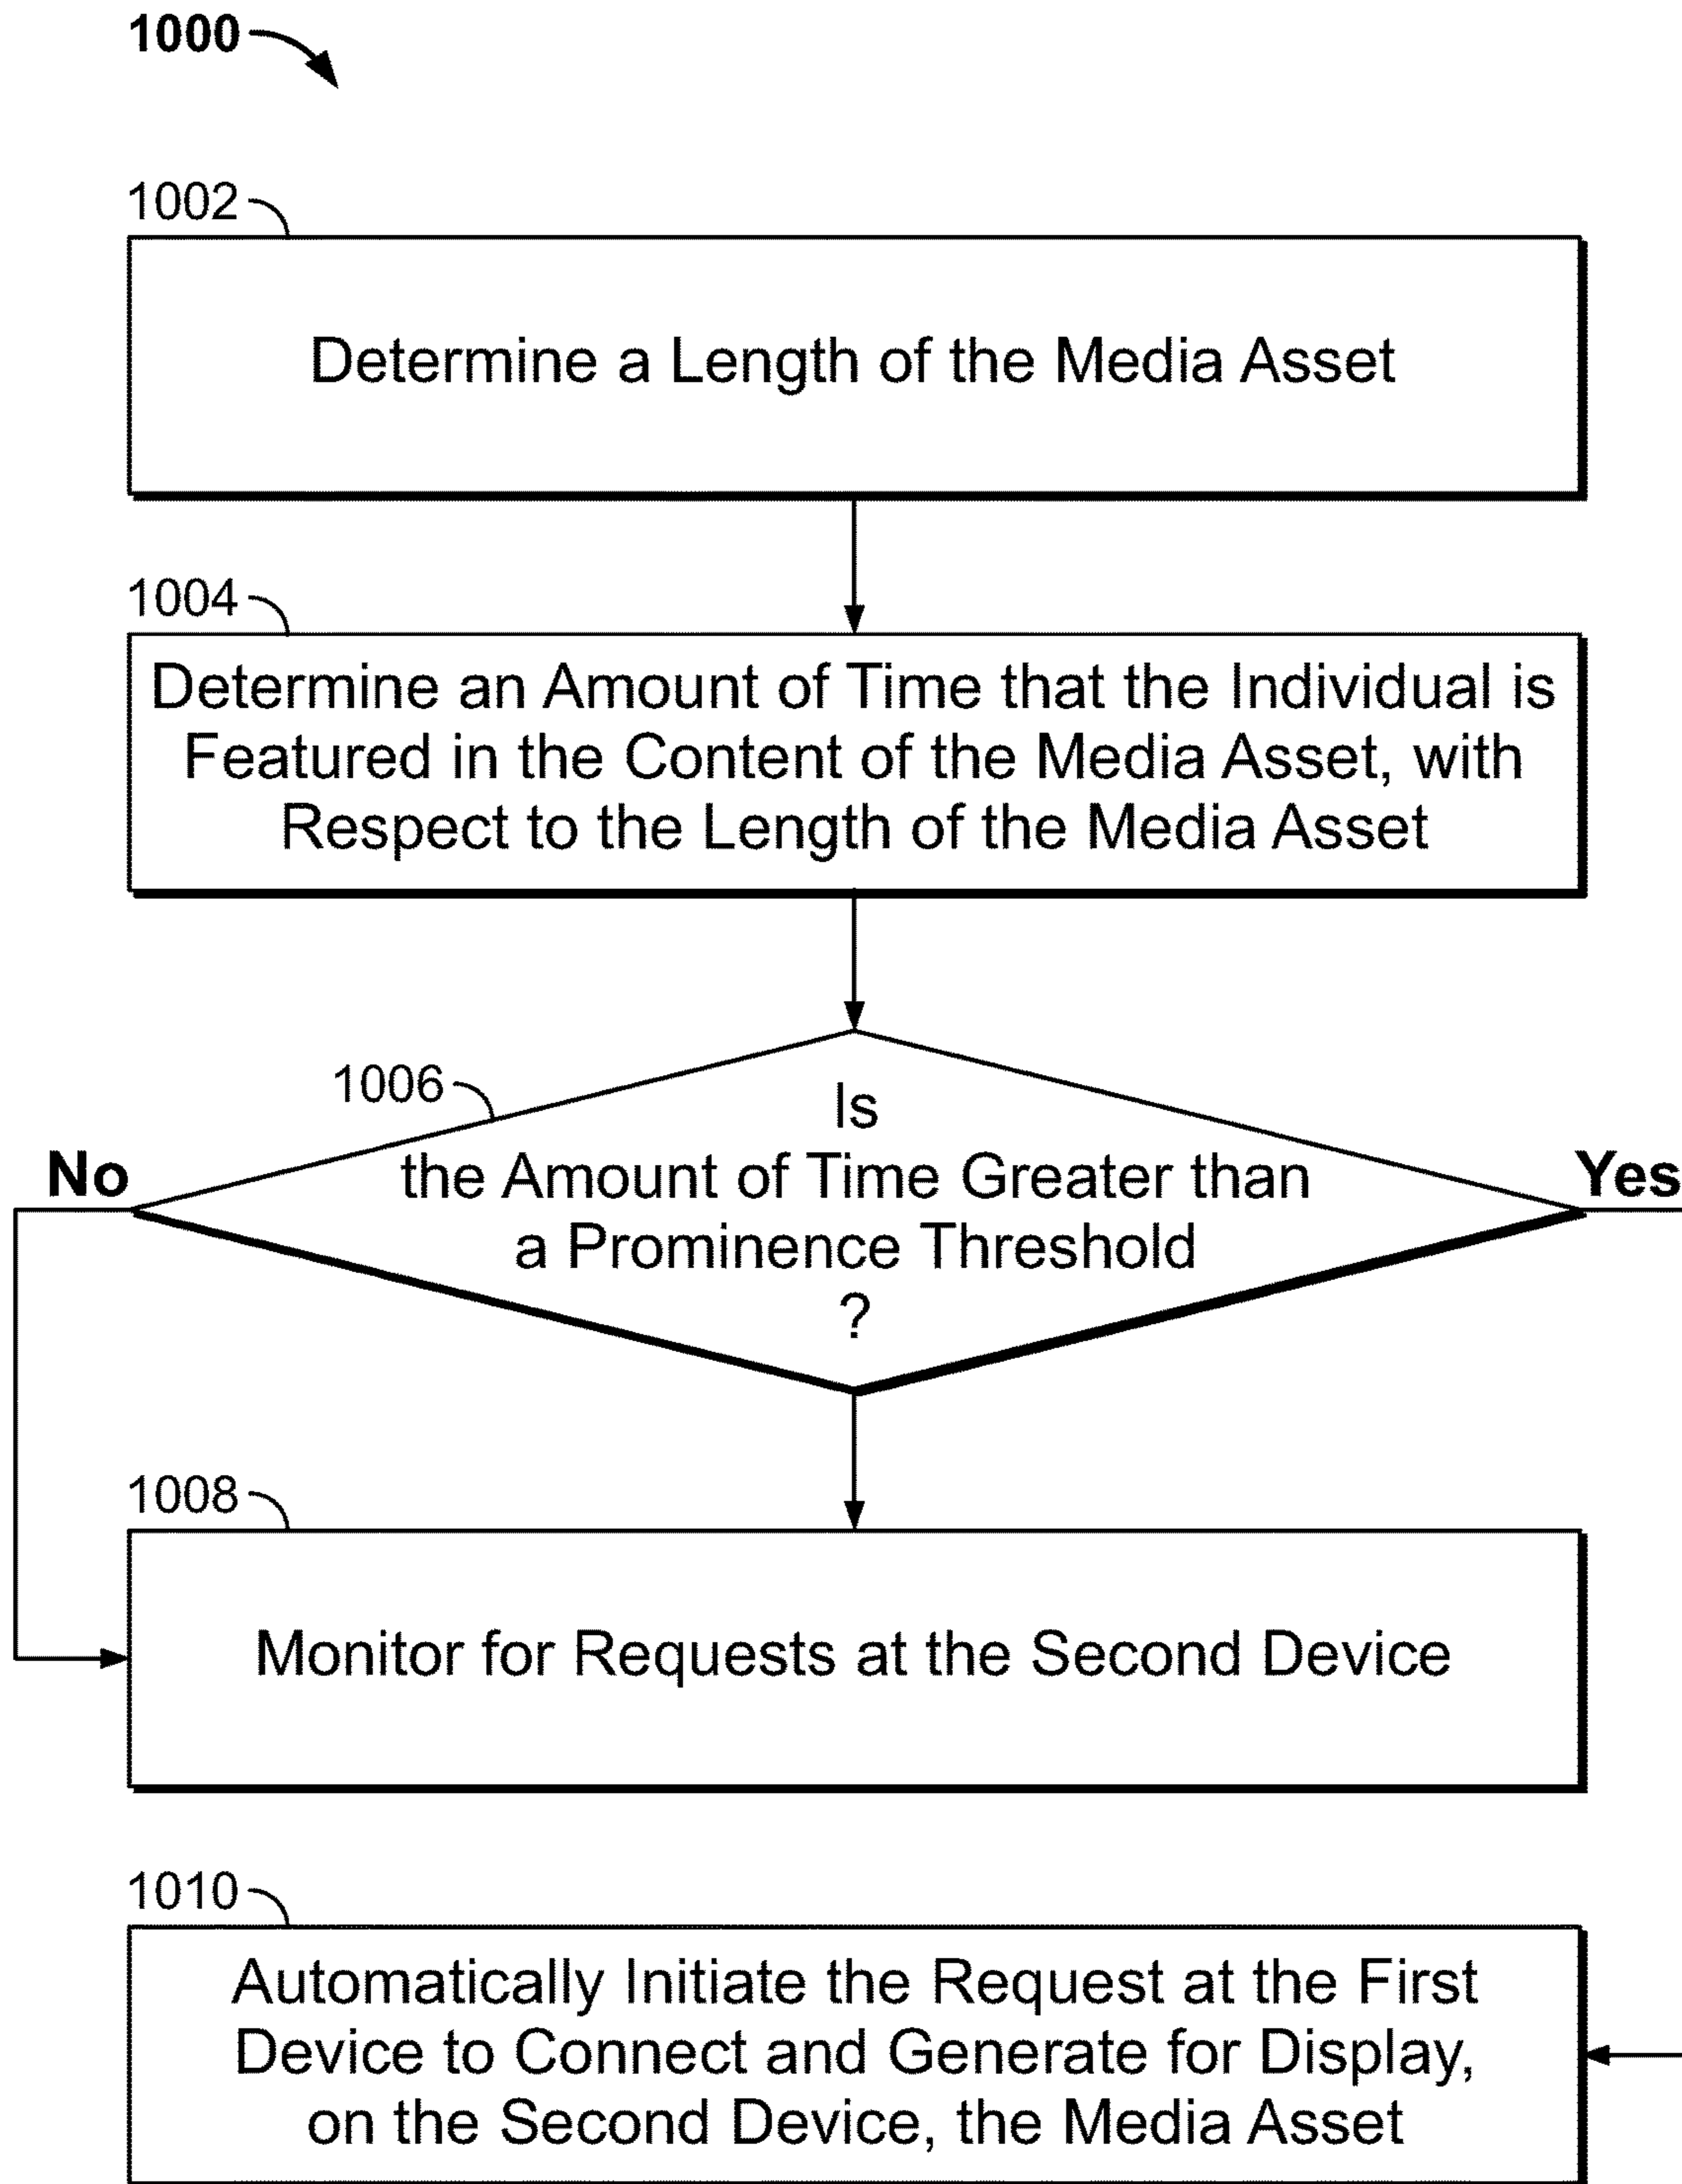 1000
1002
Determine a Length of the Media Asset
1004
Determine an Amount of Time that the Individual is
Featured in the Content of the Media Asset, with
Respect to the Length of the Media Asset
1006
Is
No
the Amount of Time Greater than
Yes
a Prominence Threshold
?
1008
Monitor for Requests at the Second Device
1010
Automatically Initiate the Request at the First
Device to Connect and Generate for Display,
on the Second Device, the Media Asset